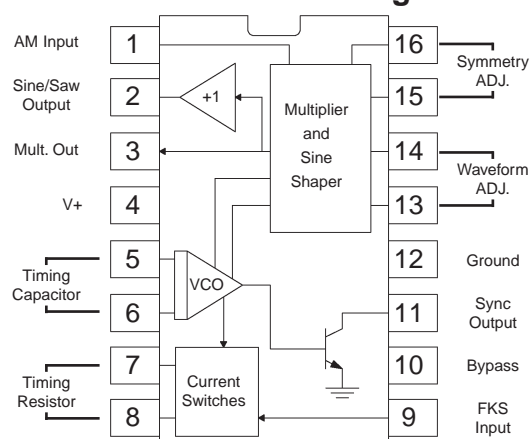 AM Input
1
16
Symmetry
ADJ.
Sine/Saw
Output
2
+1
15
Multiplier
and
Sine
Shaper
Mult. Out
3
14
Waveform
ADJ.
V+
4
13
Timing
Capacitor
5
VCO
12
Ground
6
11
Sync
Output
Timing
Resistor
7
Current
Switches
10
Bypass
8
9
FKS
Input